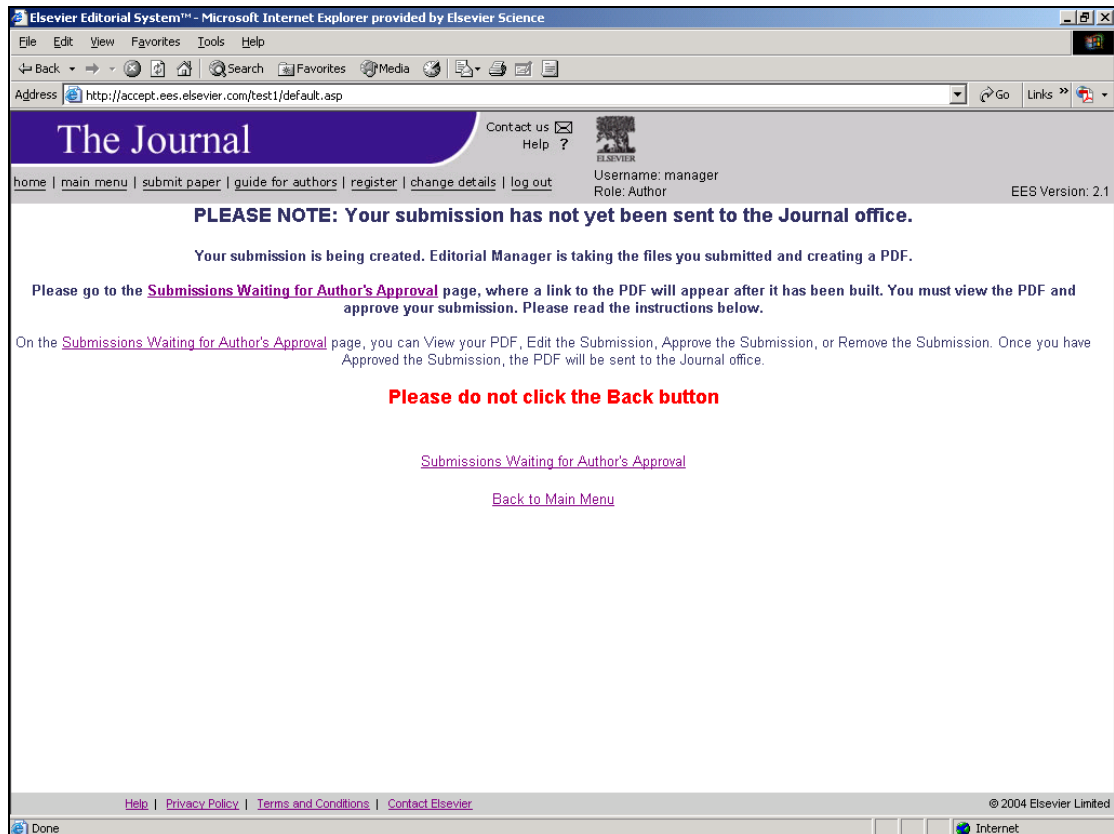 Elsevier Editorial System™ - Microsoft Internet Explorer provided by Elsevier Science
File Edit View Favorites Tools Help
Back Search Favorites Media
Address http://accept.ees.elsevier.com/test1/default.asp Go Links »
The Journal
Contact us
Help ?
ELSEVIER
home | main menu | submit paper | guide for authors | register | change details | log out
Username: manager
Role: Author
EES Version: 2.1
PLEASE NOTE: Your submission has not yet been sent to the Journal office.
Your submission is being created. Editorial Manager is taking the files you submitted and creating a PDF.
Please go to the Submissions Waiting for Author's Approval page, where a link to the PDF will appear after it has been built. You must view the PDF and
approve your submission. Please read the instructions below.
On the Submissions Waiting for Author's Approval page, you can View your PDF, Edit the Submission, Approve the Submission, or Remove the Submission. Once you have
Approved the Submission, the PDF will be sent to the Journal office.
Please do not click the Back button
Submissions Waiting for Author's Approval
Back to Main Menu
Help | Privacy Policy | Terms and Conditions | Contact Elsevier
© 2004 Elsevier Limited
Done
Internet